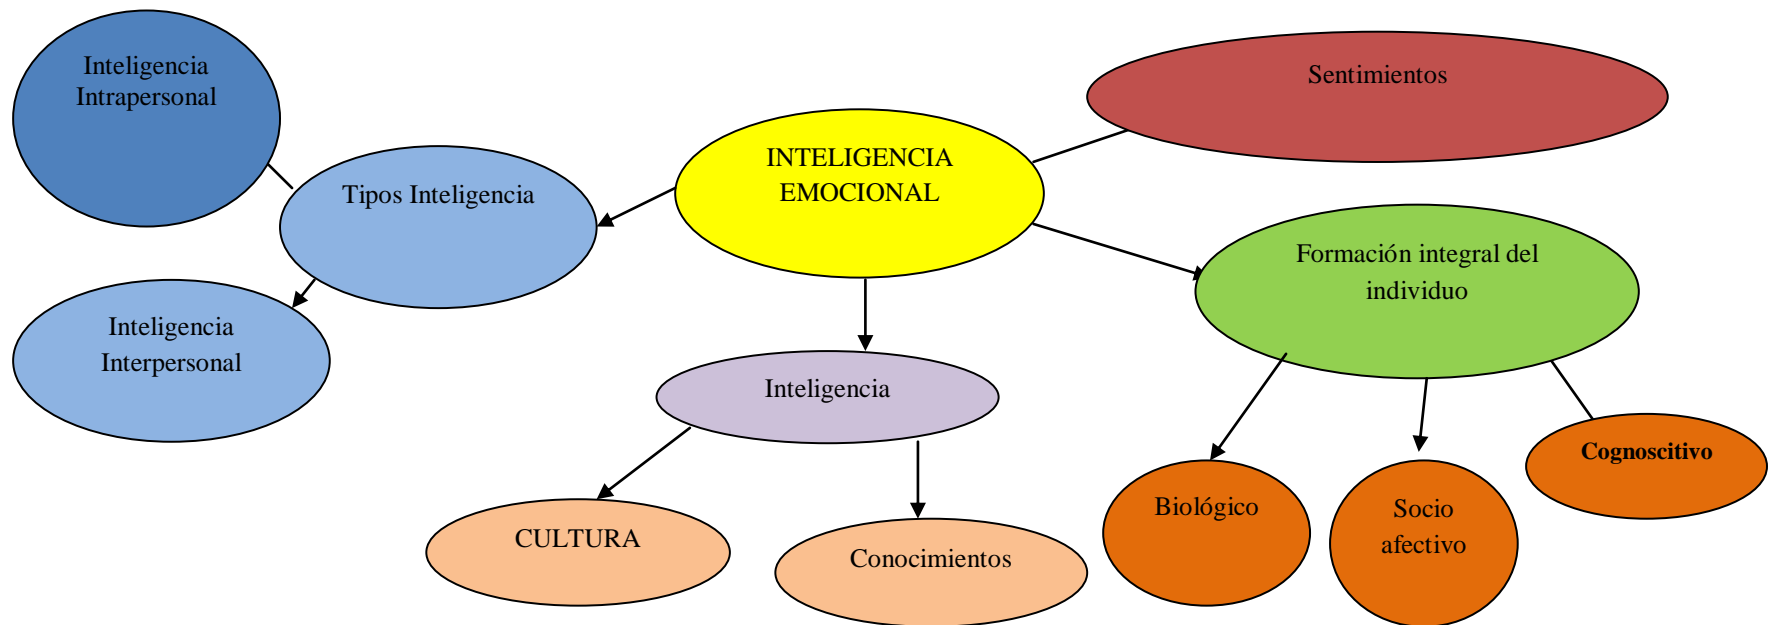 Inteligencia
Intrapersonal
Sentimientos
INTELIGENCIA
EMOCIONAL
Tipos Inteligencia
Formación integral del
individuo
Inteligencia
Interpersonal
Inteligencia
Cognoscitivo
Biológico
Socio
afectivo
CULTURA
Conocimientos